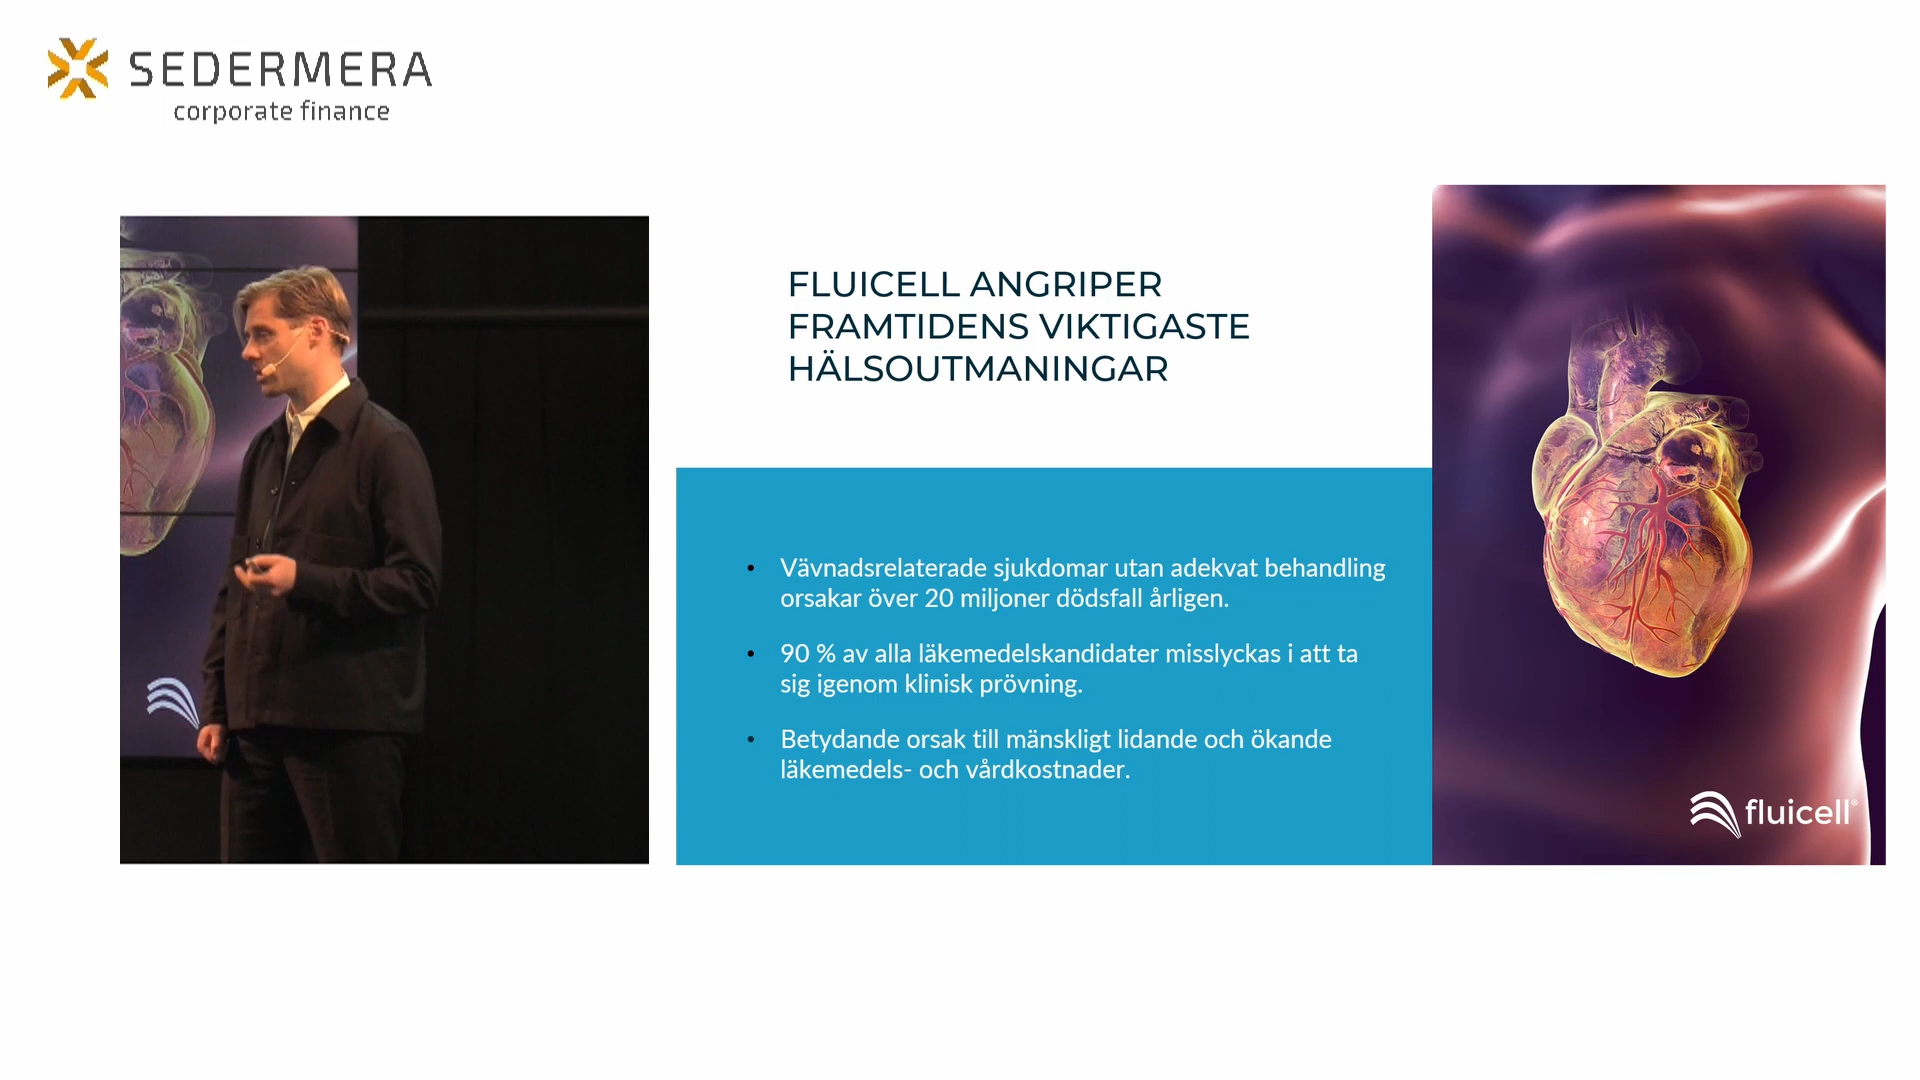 SEDERMERA
corporate finance
FLUICELL ANGRIPER
FRAMTIDENS VIKTIGASTE
HÄLSOUTMANINGAR
• Vävnadsrelaterade sjukdomar utan adekvat behandling
orsakar över 20 miljoner dödsfall årligen.
• 90 % av alla läkemedelskandidater misslyckas i att ta
sig igenom klinisk prövning.
• Betydande orsak till mänskligt lidande och ökande
läkemedels- och vårdkostnader.
fluicell®